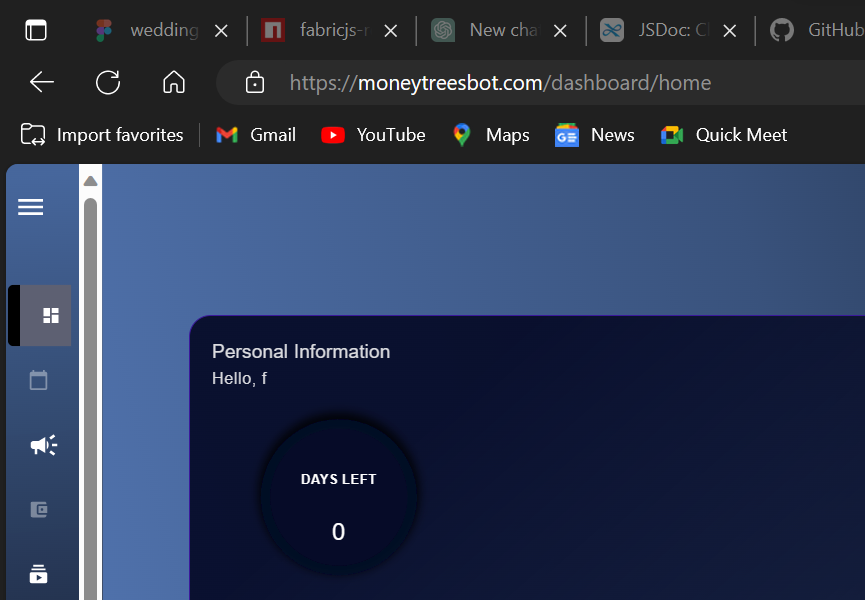 wedding
fabricjs-r
New cha
JSDoc: Cl
GitHub
https://moneytreesbot.com/dashboard/home
Import favorites
Gmail
YouTube
Maps
News
Quick Meet
Personal Information
Hello, f
DAYS LEFT
0